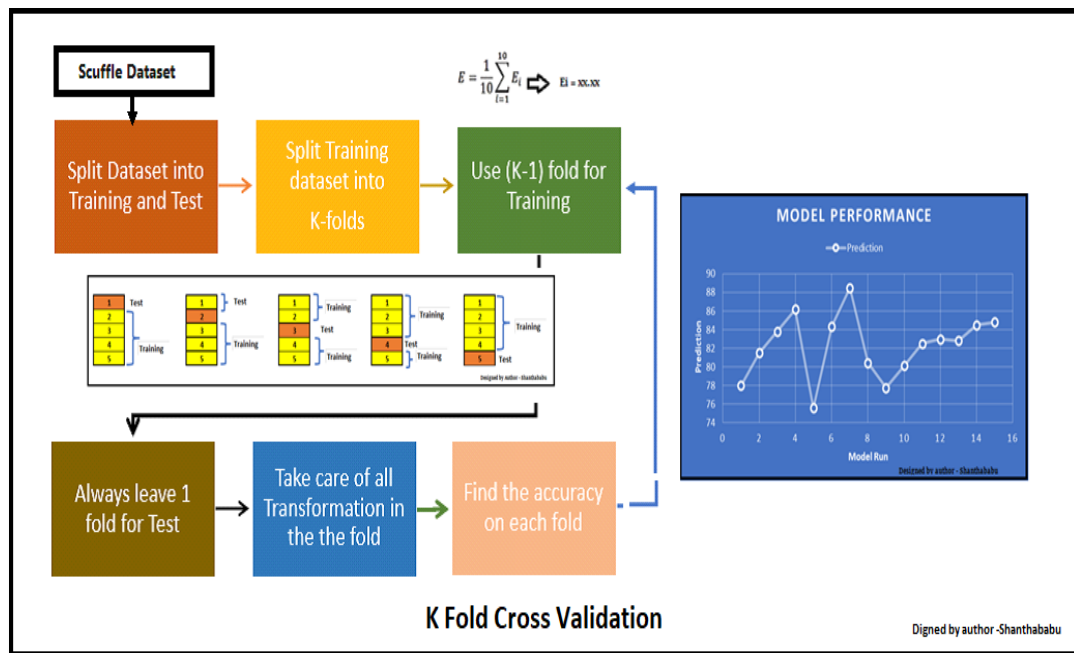 Scuffle Dataset
E = 1/10 10∑i=1 Ei ⇨ Ei = xx.xx
Split Dataset into
Training and Test
Split Training
dataset into
K-folds
Use (K-1) fold for
Training
1 Test
2
3
4 Training
5
1 Test
2
3
4 Training
5
1
2 Training
3 Test
4 Training
5
1
2 Training
3
4 Test
5 Training
1
2 Training
3
4
5 Test
Designed by author - Shanthababu
MODEL PERFORMANCE
Prediction
90
88
86
84
82
80
78
76
74
Prediction
0 2 4 6 8 10 12 14 16
Model Run
Designed by author - Shanthababu
Always leave 1
fold for Test
Take care of all
Transformation in
the the fold
Find the accuracy
on each fold
K Fold Cross Validation
Digned by author -Shanthababu